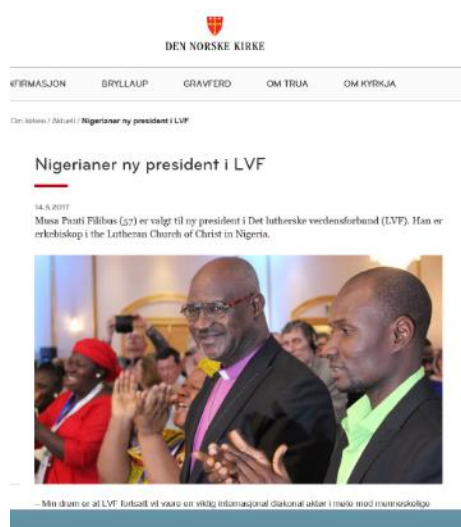 DEN NORSKE KIRKE
NFIRMASJON BRYLLAUP GRAVFERD OM TRUA OM KYRKJA
Om kirken / Aktuelt / Nigerianer ny president i LVF
Nigerianer ny president i LVF
14.5.2017
Musa Panti Filibus (57) er valgt til ny president i Det lutherske verdensforbund (LVF). Han er
erkebiskop i the Lutheran Church of Christ in Nigeria.
– Min drøm er at LVF fortsatt vil være en viktig internasjonal diakonal aktør i møte med menneskelige